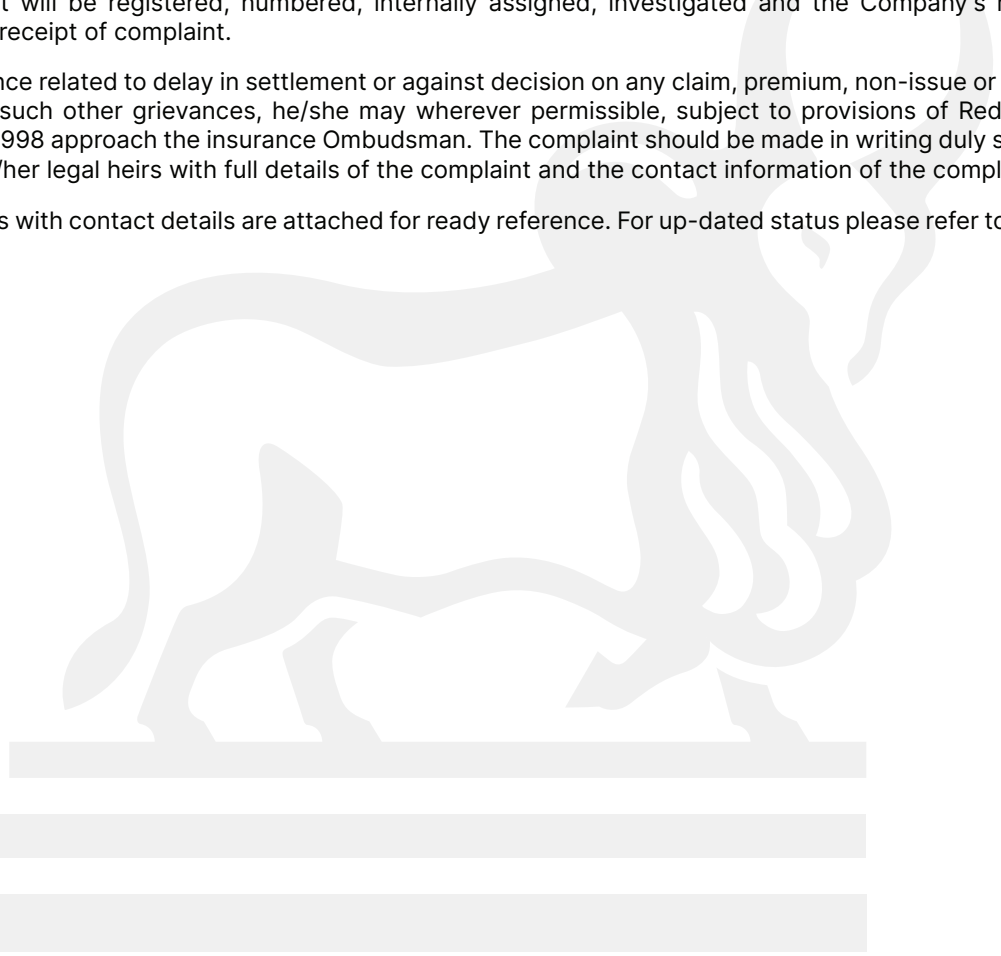 will be registered, numbered, internally assigned, investigated and the Company's
receipt of complaint.
nce related to delay in settlement or against decision on any claim, premium, non-issue or
such other grievances, he/she may wherever permissible, subject to provisions of Red
998 approach the insurance Ombudsman. The complaint should be made in writing duly s
/her legal heirs with full details of the complaint and the contact information of the compl
s with contact details are attached for ready reference. For up-dated status please refer to